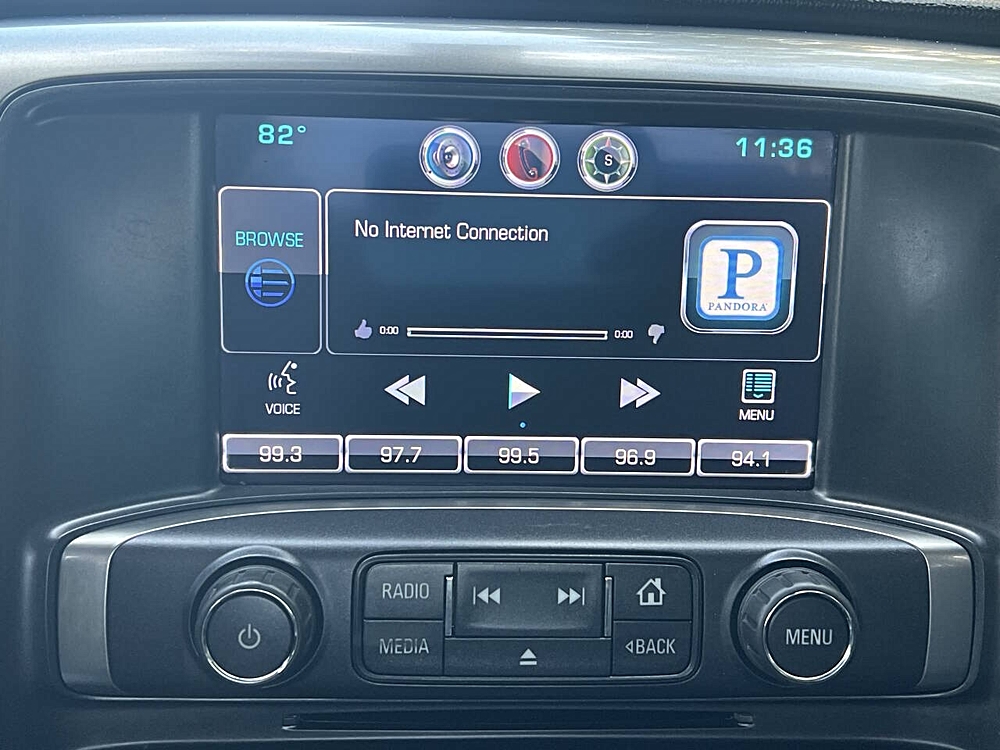 82°
11:36
S
BROWSE
No Internet Connection
P
PANDORA
0:00
0:00
VOICE
MENU
99.3
97.7
99.5
96.9
94.1
RADIO
MEDIA
BACK
MENU